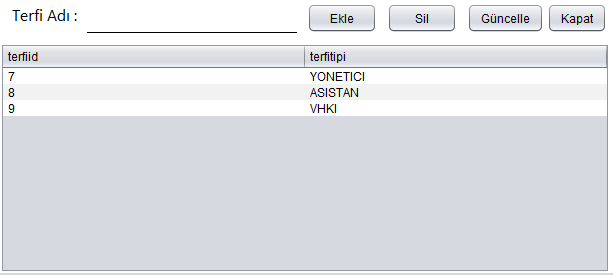 Terfi Adı : Ekle Sil Güncelle Kapat
terfiid terfitipi
7 YONETICI
8 ASISTAN
9 VHKI